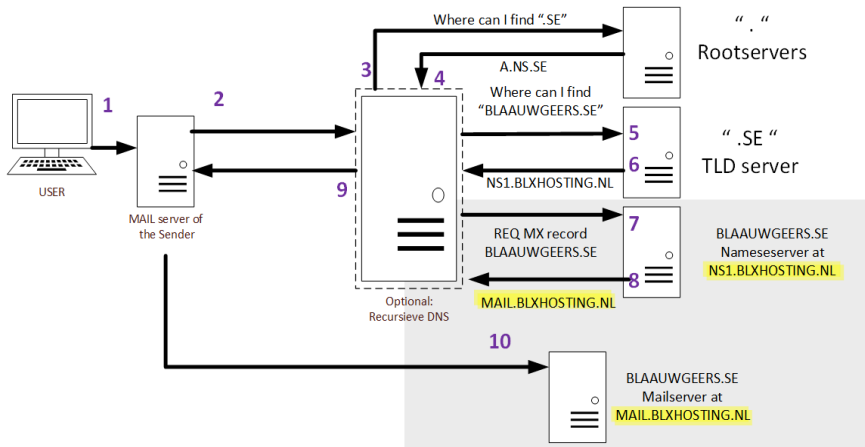 Where can I find ".SE"
" . "
Rootservers
3
4
A.NS.SE
1
2
Where can I find
"BLAAUWGEERS.SE"
5
" .SE "
TLD server
6
9
NS1.BLXHOSTING.NL
USER
MAIL server of
the Sender
7
REQ MX record
BLAAUWGEERS.SE
BLAAUWGEERS.SE
Nameseserver at
NS1.BLXHOSTING.NL
8
MAIL.BLXHOSTING.NL
Optional:
Recursieve DNS
10
BLAAUWGEERS.SE
Mailserver at
MAIL.BLXHOSTING.NL